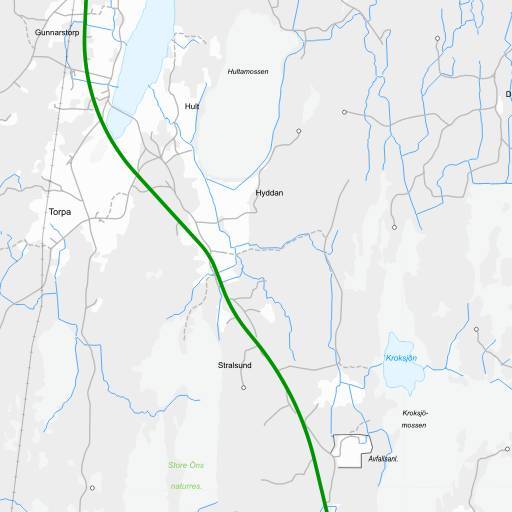 Gunnarstorp
Hultamossen
Hult
Hyddan
Torpa
Kroksjön
Stralsund
Kroksjö-
mossen
Avfallsanl.
Store Öns
naturres.